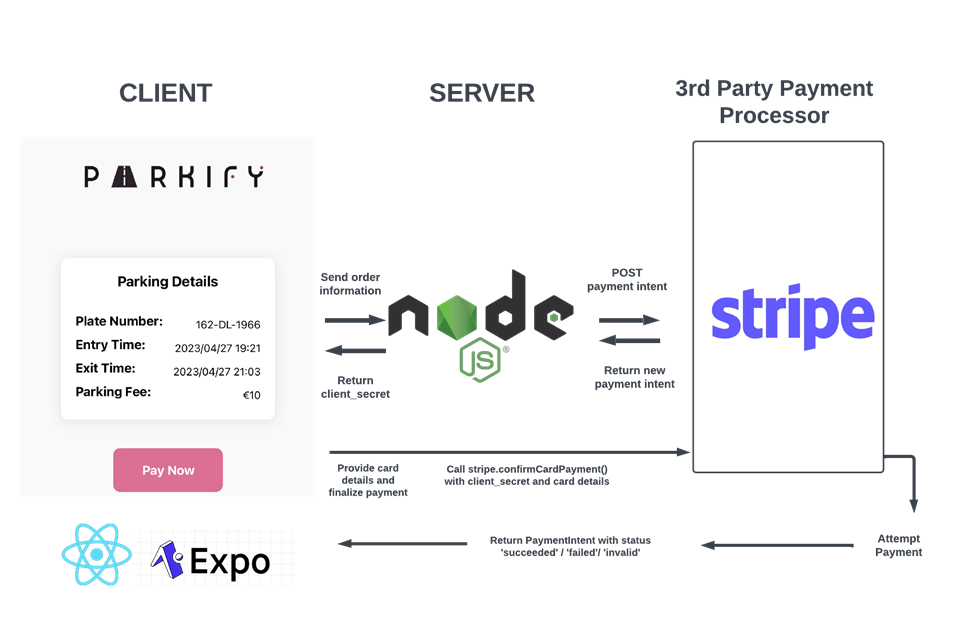 CLIENT
SERVER
3rd Party Payment
Processor
PARKIFY
Parking Details
Plate Number: 162-DL-1966
Entry Time: 2023/04/27 19:21
Exit Time: 2023/04/27 21:03
Parking Fee: €10
Pay Now
Send order
information
Return
client_secret
node
JS®
POST
payment intent
Return new
payment intent
stripe
Provide card
details and
finalize payment
Call stripe.confirmCardPayment()
with client_secret and card details
Attempt
Payment
Return PaymentIntent with status
'succeeded' / 'failed'/ 'invalid'
Expo